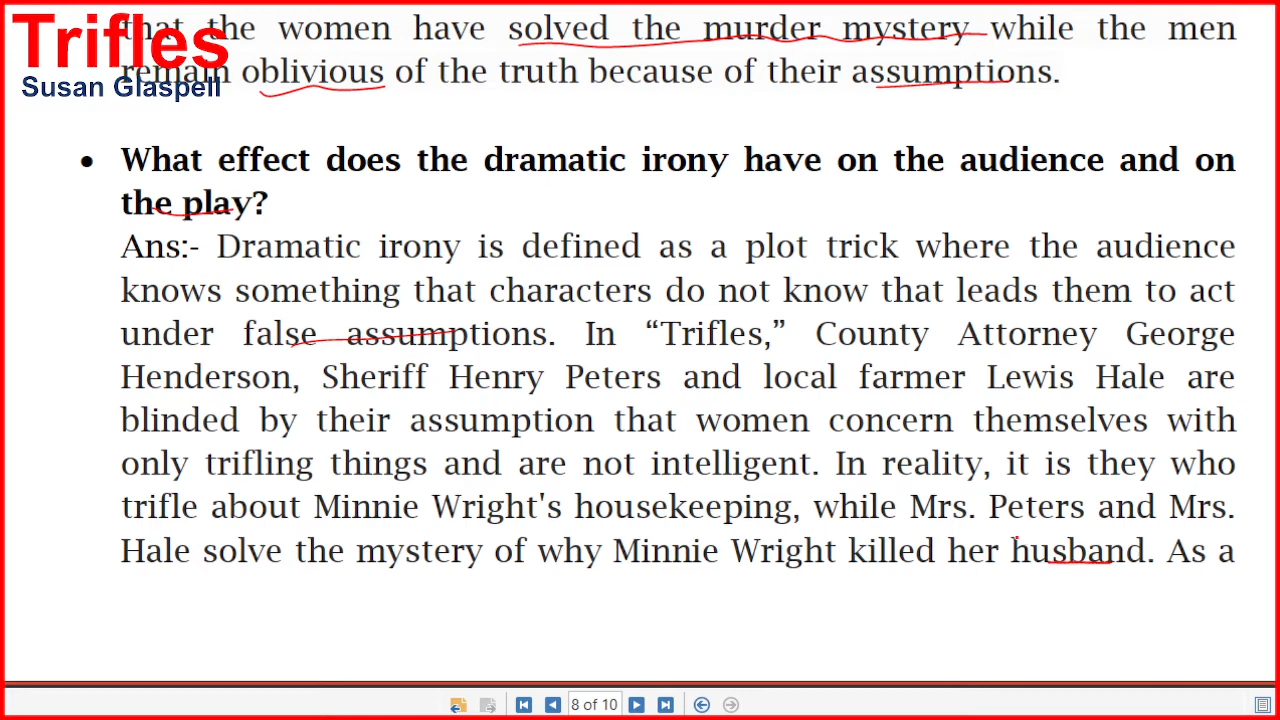 that the women have solved the murder mystery while the men
Trifles
remain oblivious of the truth because of their assumptions.
Susan Glaspell
• What effect does the dramatic irony have on the audience and on
the play?
Ans:- Dramatic irony is defined as a plot trick where the audience
knows something that characters do not know that leads them to act
under false assumptions. In “Trifles,” County Attorney George
Henderson, Sheriff Henry Peters and local farmer Lewis Hale are
blinded by their assumption that women concern themselves with
only trifling things and are not intelligent. In reality, it is they who
trifle about Minnie Wright's housekeeping, while Mrs. Peters and Mrs.
Hale solve the mystery of why Minnie Wright killed her husband. As a
8 of 10